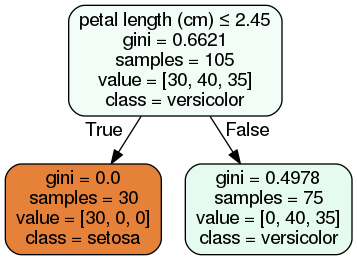 petal length (cm) ≤ 2.45
gini = 0.6621
samples = 105
value = [30, 40, 35]
class = versicolor
True
False
gini = 0.0
samples = 30
value = [30, 0, 0]
class = setosa
gini = 0.4978
samples = 75
value = [0, 40, 35]
class = versicolor